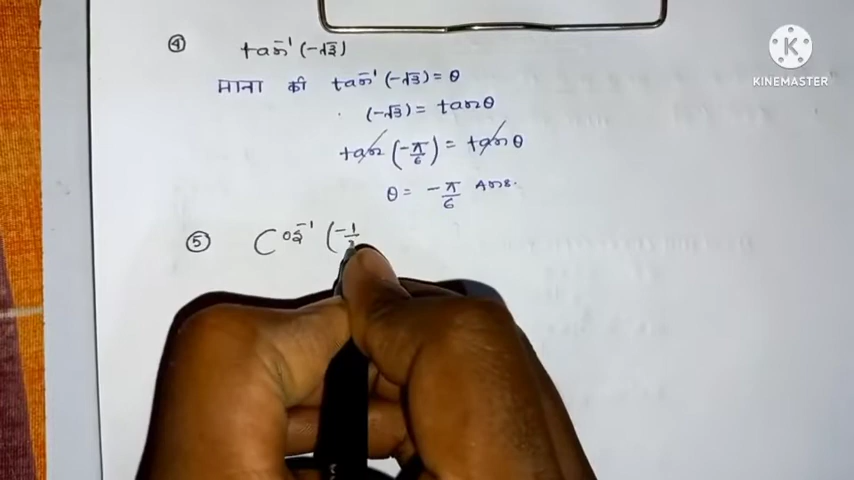 ④ tan⁻¹ (-√3)
माना की tan⁻¹ (-√3) = θ
(-√3) = tanθ
tan (-π/6) = tanθ
θ = -π/6 Ans.
⑤ Cos⁻¹ (-1/
K
KINEMASTER